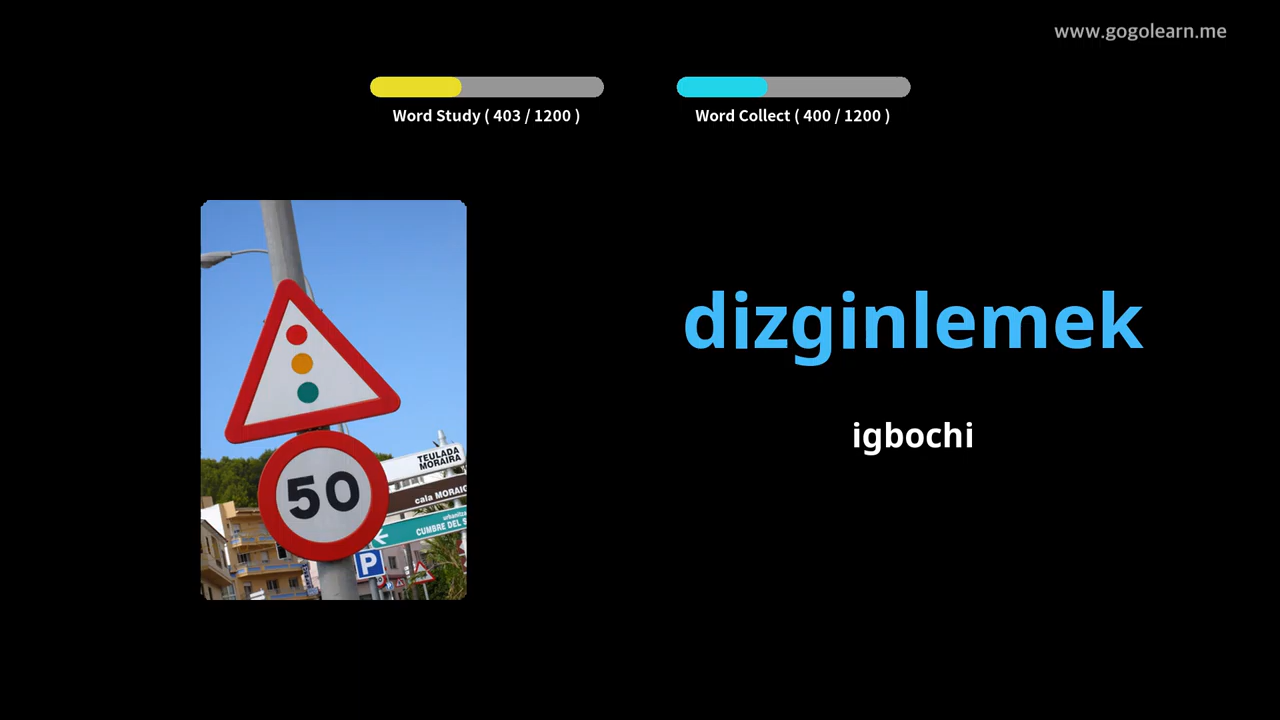 www.gogolearn.me
Word Study ( 403 / 1200 )
Word Collect ( 400 / 1200 )
dizginlemek
igbochi
50
TEULADA
MORAIRA
cala
CUMBRE DEL
P